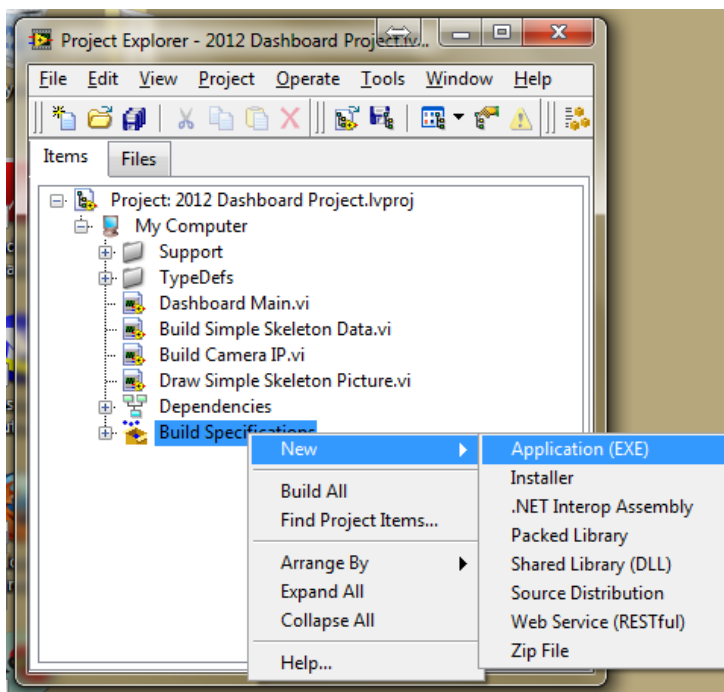 Project Explorer - 2012 Dashboard Project.lv...
File Edit View Project Operate Tools Window Help
Items Files
Project: 2012 Dashboard Project.lvproj
My Computer
Support
TypeDefs
Dashboard Main.vi
Build Simple Skeleton Data.vi
Build Camera IP.vi
Draw Simple Skeleton Picture.vi
Dependencies
Build Specifications
New
Build All
Find Project Items...
Arrange By
Expand All
Collapse All
Help...
Application (EXE)
Installer
.NET Interop Assembly
Packed Library
Shared Library (DLL)
Source Distribution
Web Service (RESTful)
Zip File